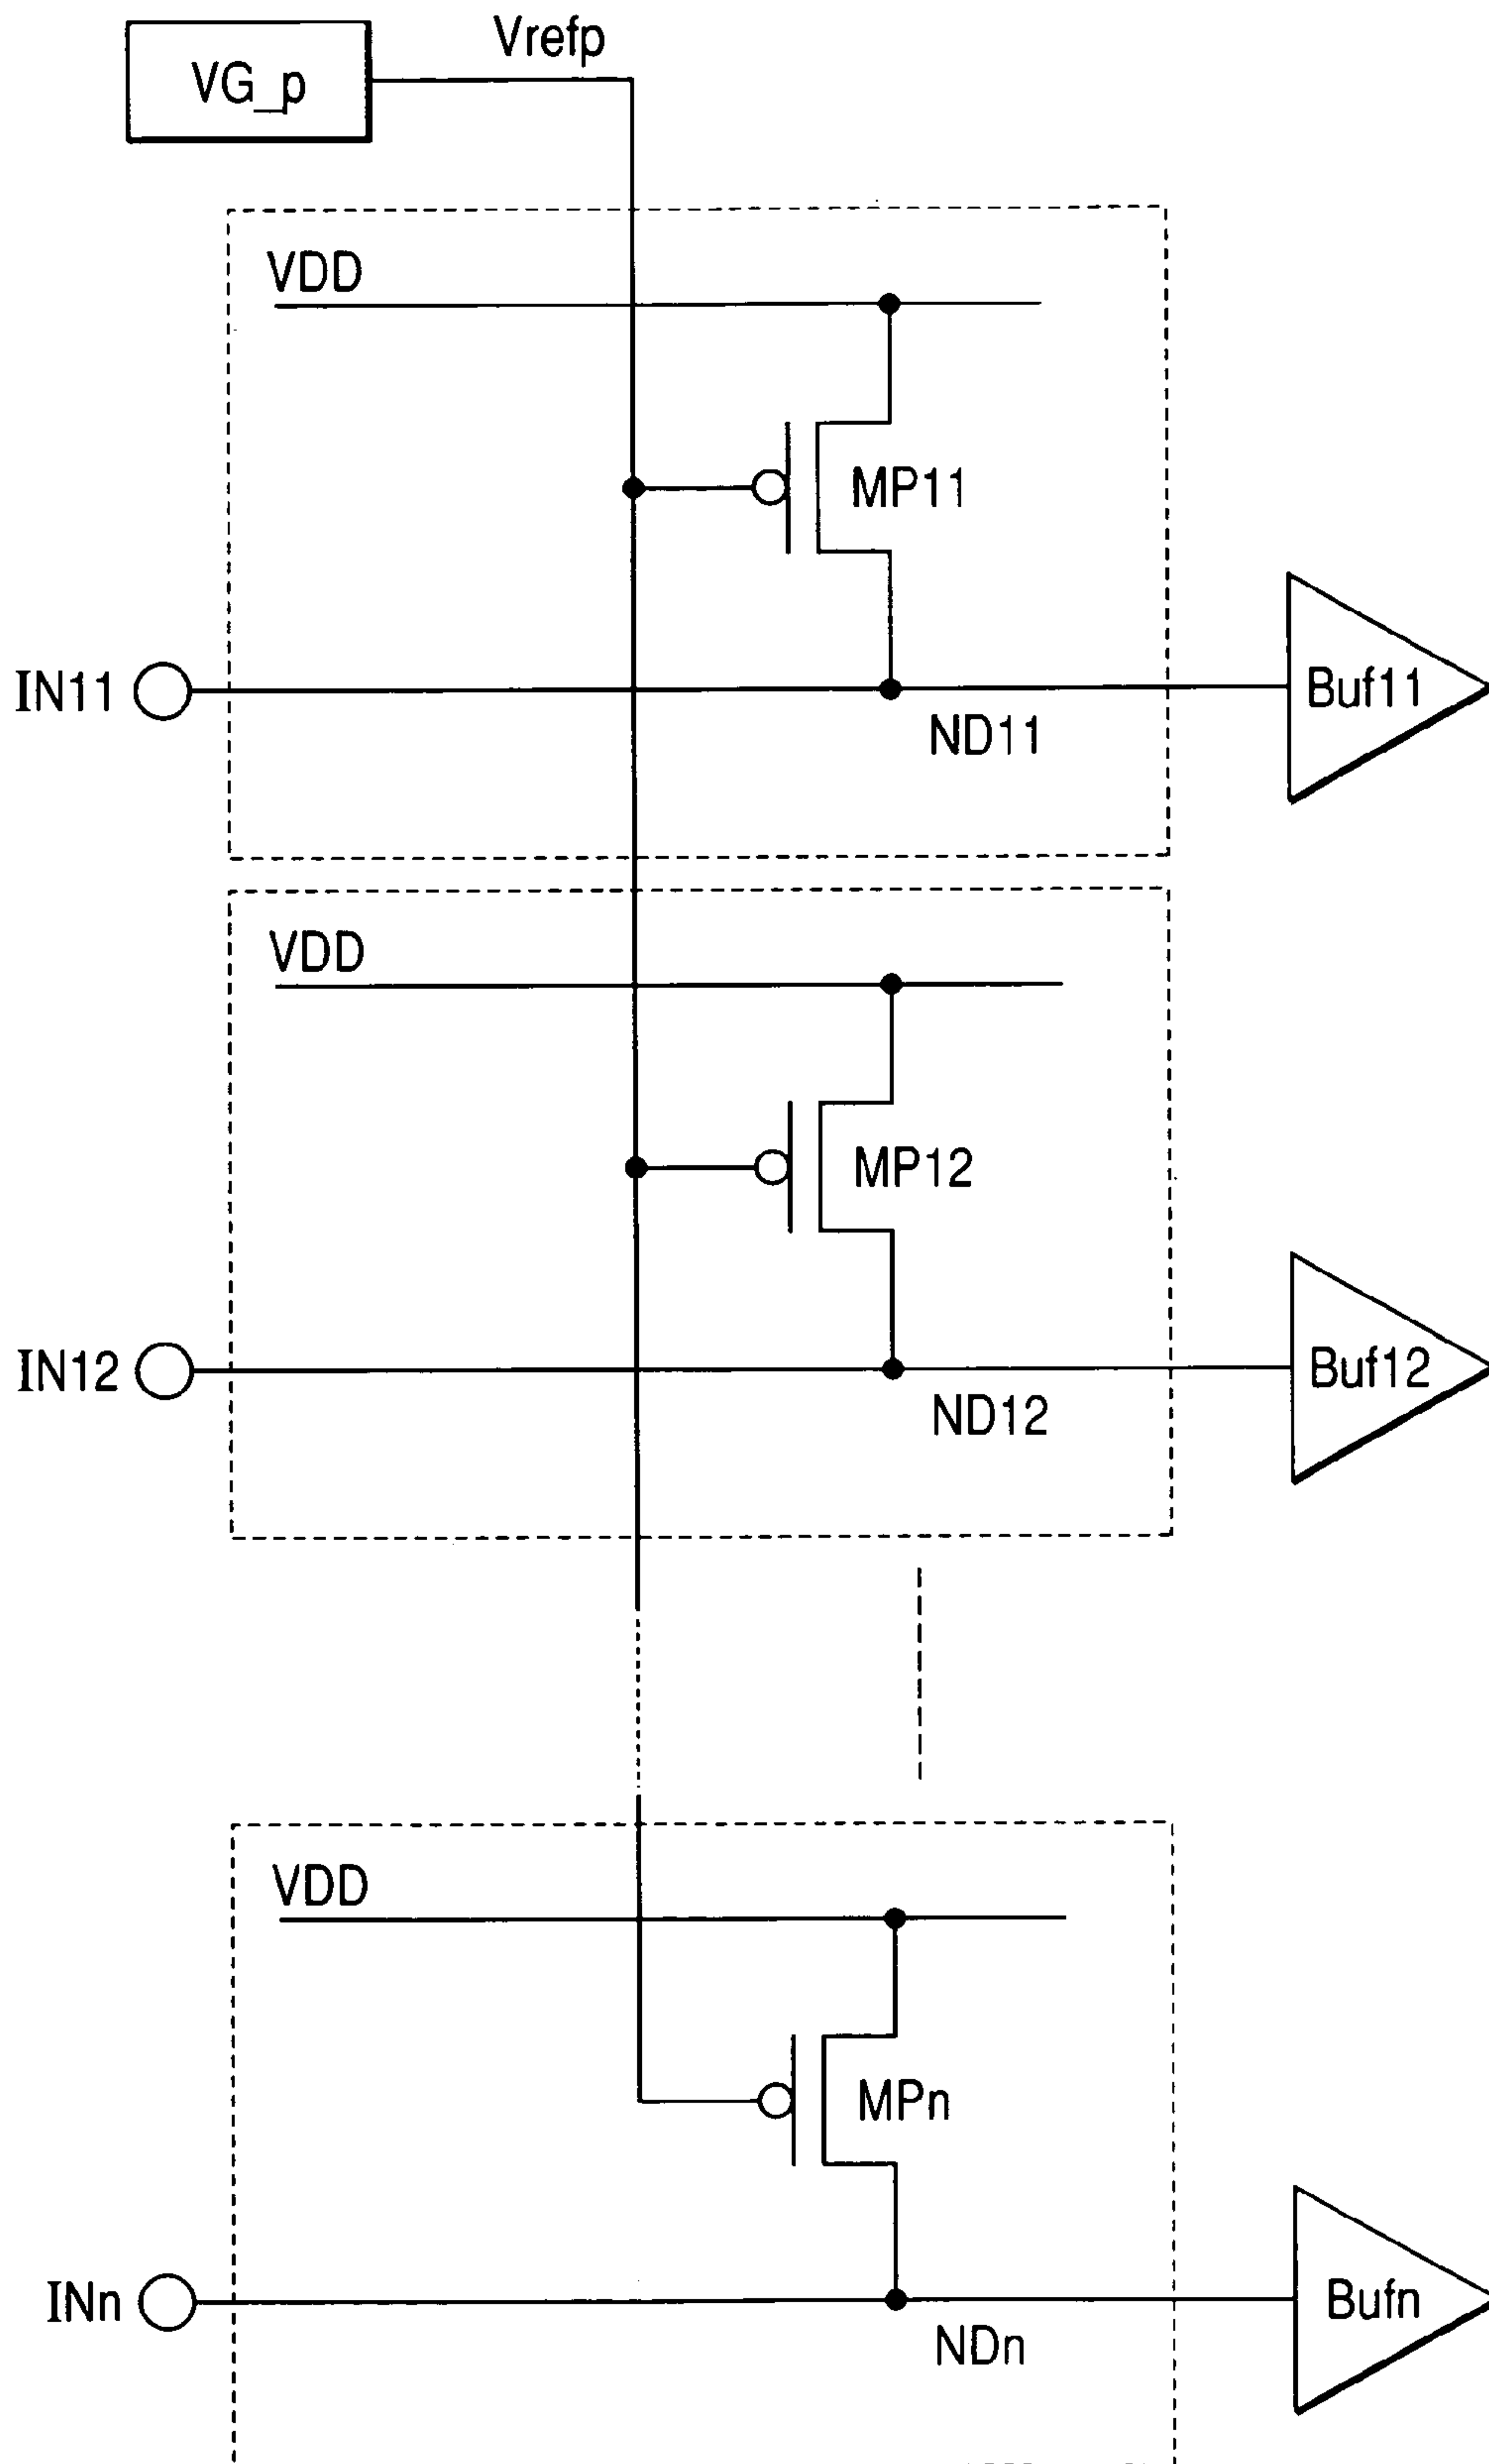 Vrefp
VG_p
VDD
MP11
IN11
Buf11
ND11
VDD
MP12
IN12
Buf12
ND12
VDD
MPn
INn
Bufn
NDn